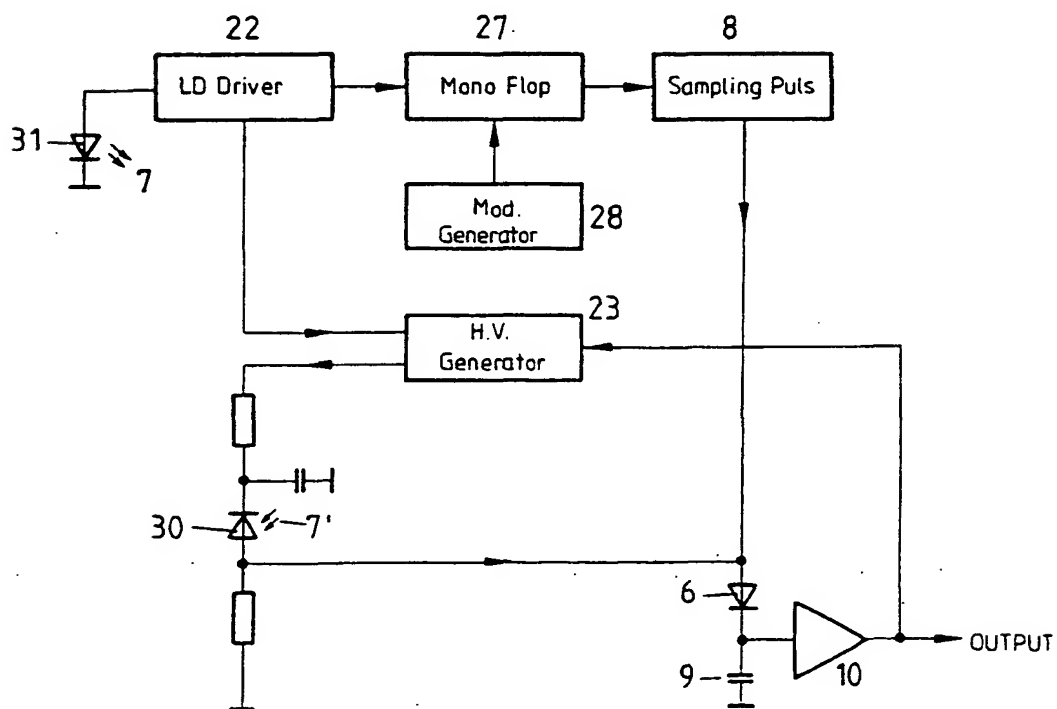 22
27
8
LD Driver
Mono Flop
Sampling Puls
31
7
Mod.
Generator
28
23
H.V.
Generator
30
7'
6
9
10
OUTPUT